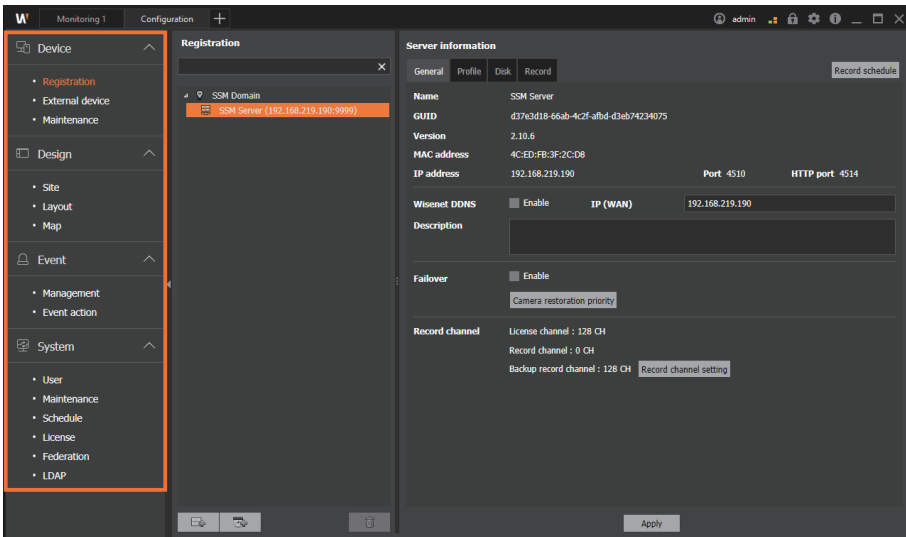 W Monitoring 1 Configuration admin
Device
• Registration
• External device
• Maintenance
Design
• Site
• Layout
• Map
Event
• Management
• Event action
System
• User
• Maintenance
• Schedule
• License
• Federation
• LDAP
Registration
SSM Domain
SSM Server (192.168.219.190:9999)
Server information
General Profile Disk Record Record schedule
Name SSM Server
GUID d37e3d18-66ab-4c2f-afbd-d3eb74234075
Version 2.10.6
MAC address 4C:ED:FB:3F:2C:D8
IP address 192.168.219.190 Port 4510 HTTP port 4514
Wisenet DDNS Enable IP (WAN) 192.168.219.190
Description
Failover Enable
Camera restoration priority
Record channel License channel : 128 CH
Record channel : 0 CH
Backup record channel : 128 CH Record channel setting
Apply